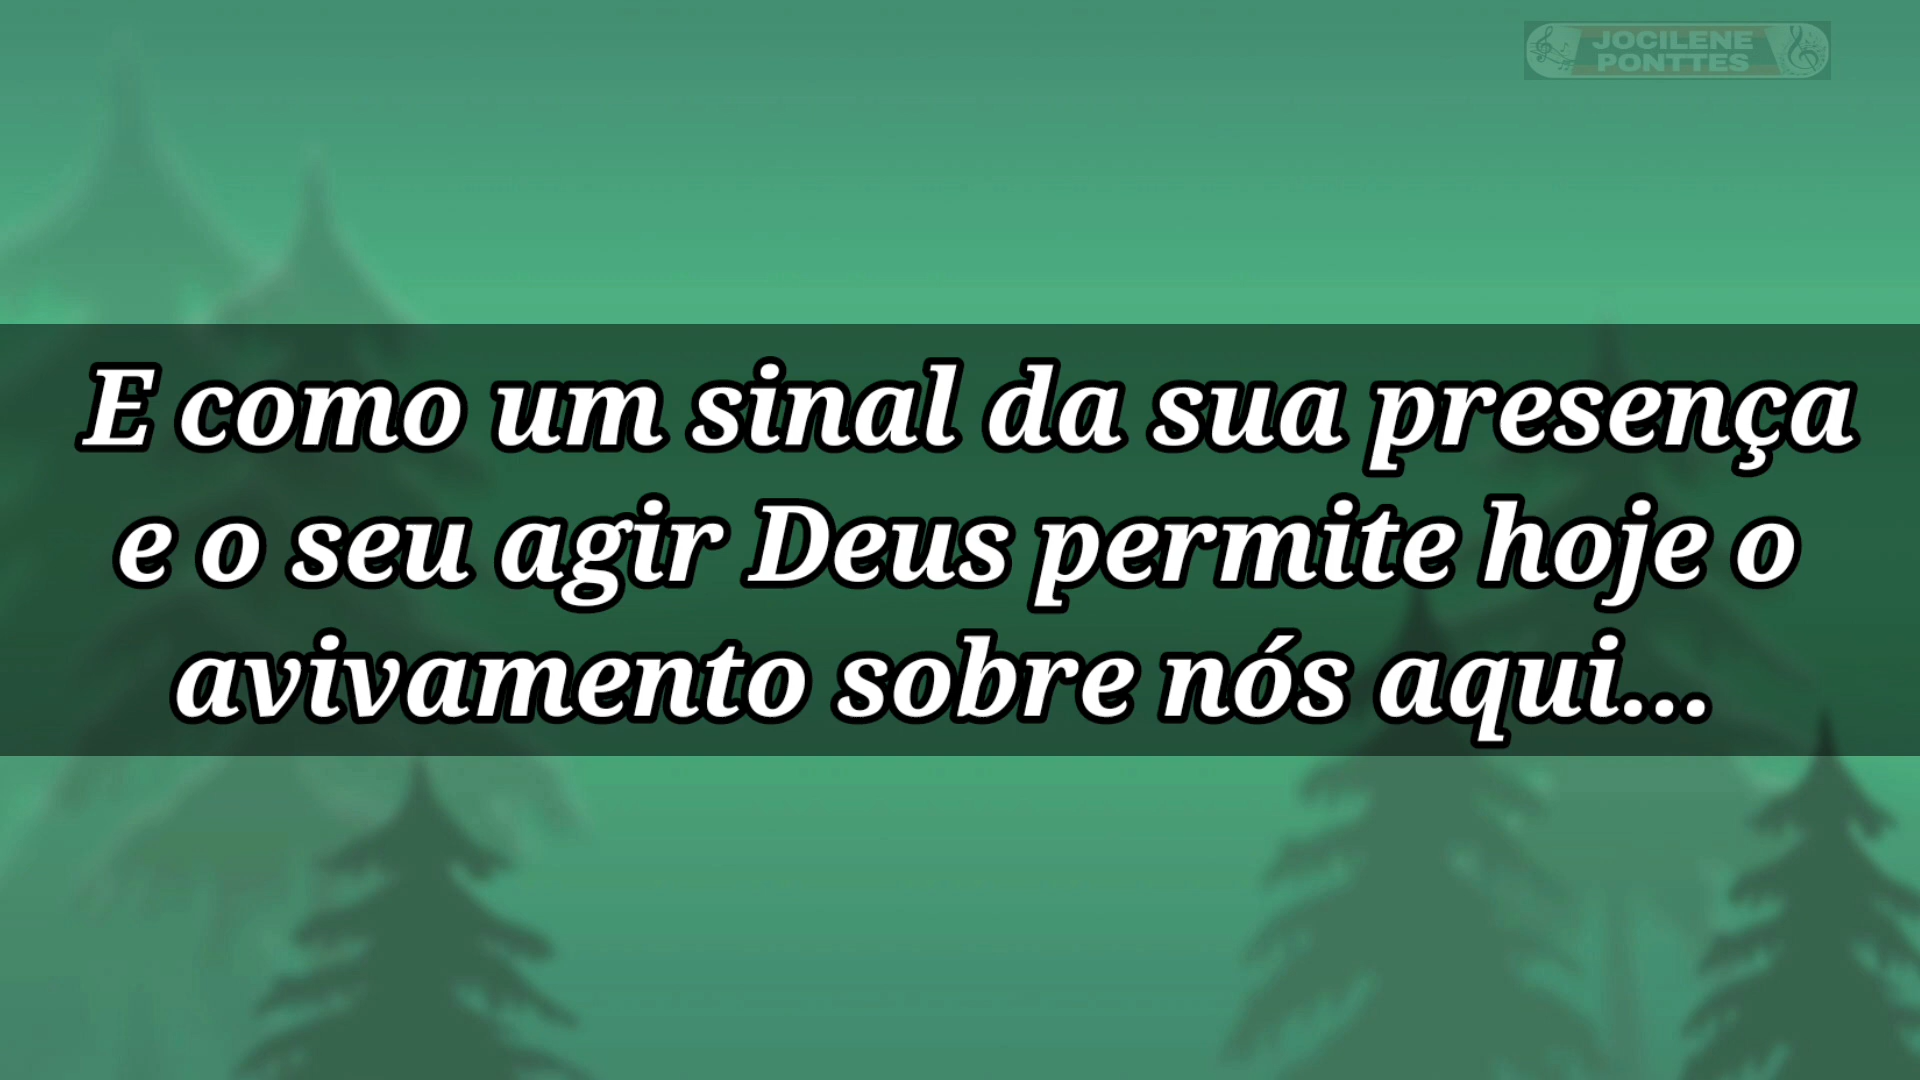 JOCILENE
PONTTES
E como um sinal da sua presença
e o seu agir Deus permite hoje o
avivamento sobre nós aqui...